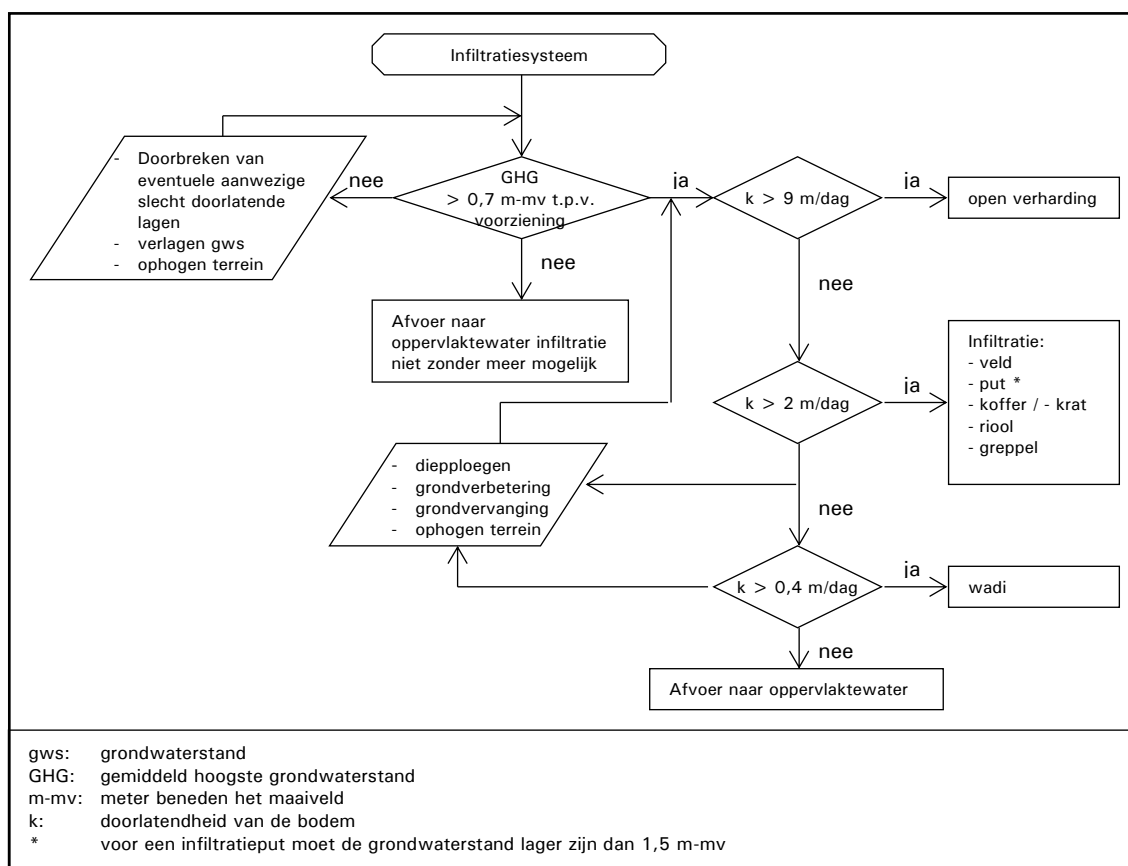 Infiltratiesysteem
- Doorbreken van
eventuele aanwezige
slecht doorlatende
lagen
- verlagen gws
- ophogen terrein
nee
GHG
> 0,7 m-mv t.p.v.
voorziening
ja
k > 9 m/dag
ja
open verharding
nee
nee
Afvoer naar
oppervlaktewater infiltratie
niet zonder meer mogelijk
k > 2 m/dag
ja
Infiltratie:
- veld
- put *
- koffer / - krat
- riool
- greppel
- diepploegen
- grondverbetering
- grondvervanging
- ophogen terrein
nee
k > 0,4 m/dag
ja
wadi
nee
Afvoer naar oppervlaktewater
gws: grondwaterstand
GHG: gemiddeld hoogste grondwaterstand
m-mv: meter beneden het maaiveld
k: doorlatendheid van de bodem
* voor een infiltratieput moet de grondwaterstand lager zijn dan 1,5 m-mv